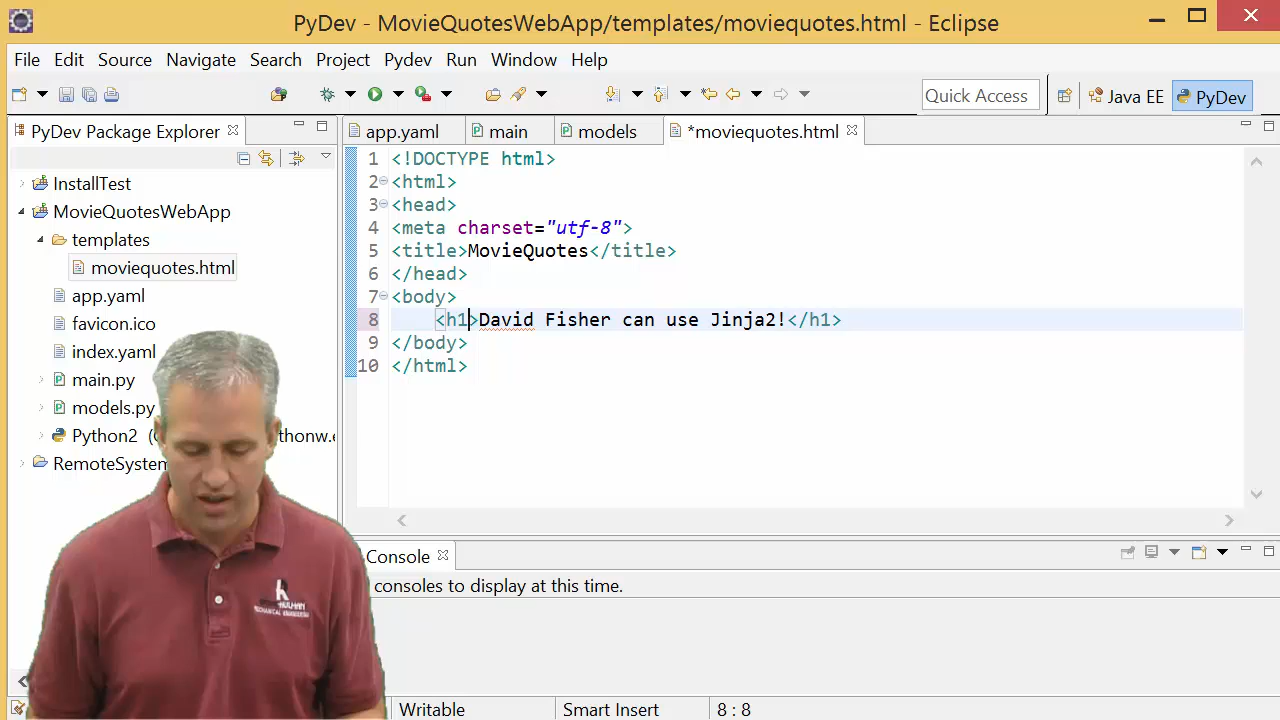 PyDev - MovieQuotesWebApp/templates/moviequotes.html - Eclipse
File Edit Source Navigate Search Project Pydev Run Window Help
Quick Access
Java EE
PyDev
PyDev Package Explorer
InstallTest
MovieQuotesWebApp
templates
moviequotes.html
app.yaml
favicon.ico
index.yaml
main.py
models.py
Python2 (
thonw.e
RemoteSystem
app.yaml main models *moviequotes.html
1 <!DOCTYPE html>
2 <html>
3 <head>
4 <meta charset="utf-8">
5 <title>MovieQuotes</title>
6 </head>
7 <body>
8 <h1>David Fisher can use Jinja2!</h1>
9 </body>
10 </html>
Console
consoles to display at this time.
Writable Smart Insert 8 : 8